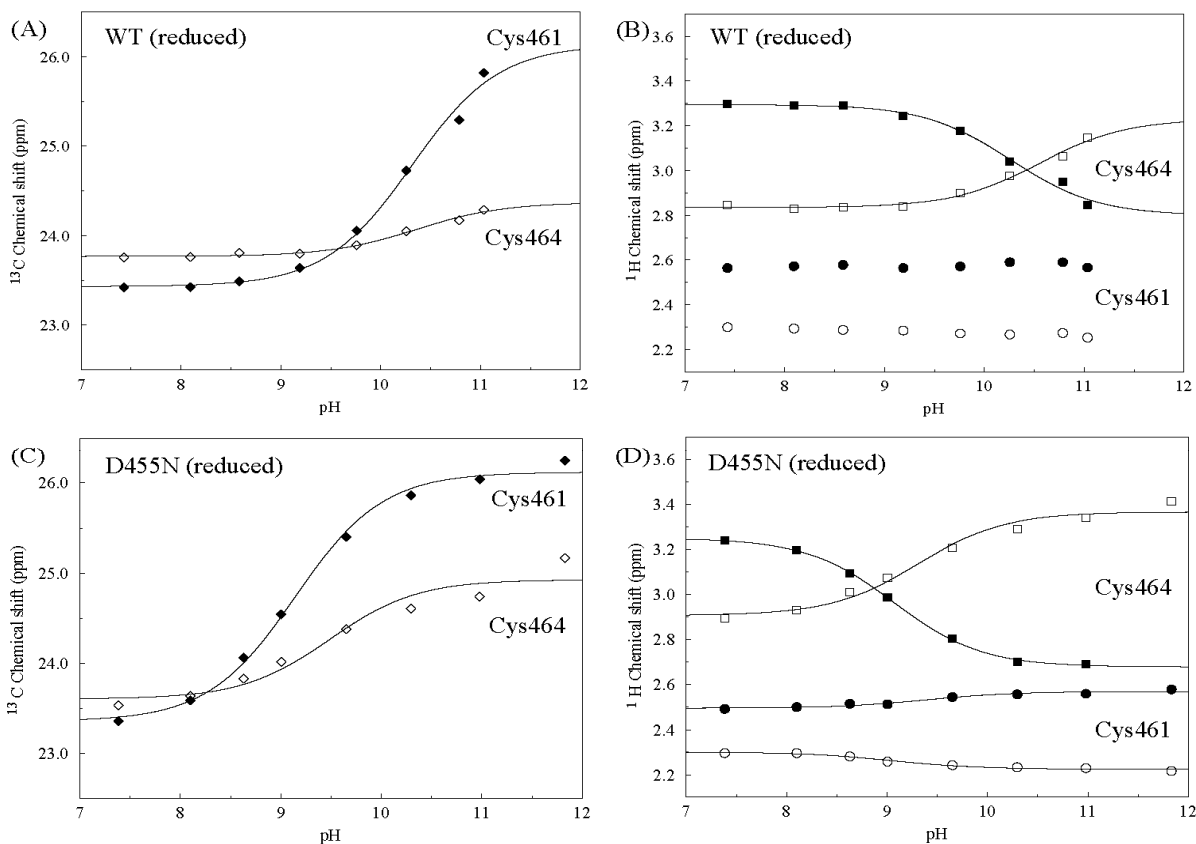 (A)
WT (reduced)
Cys461
Cys464
26.0
25.0
24.0
23.0
13C Chemical shift (ppm)
7 8 9 10 11 12
pH
(B)
WT (reduced)
Cys464
Cys461
3.6
3.4
3.2
3.0
2.8
2.6
2.4
2.2
1H Chemical shift (ppm)
7 8 9 10 11 12
pH
(C)
D455N (reduced)
Cys461
Cys464
26.0
25.0
24.0
23.0
13C Chemical shift (ppm)
7 8 9 10 11 12
pH
(D)
D455N (reduced)
Cys464
Cys461
3.6
3.4
3.2
3.0
2.8
2.6
2.4
2.2
1H Chemical shift (ppm)
7 8 9 10 11 12
pH